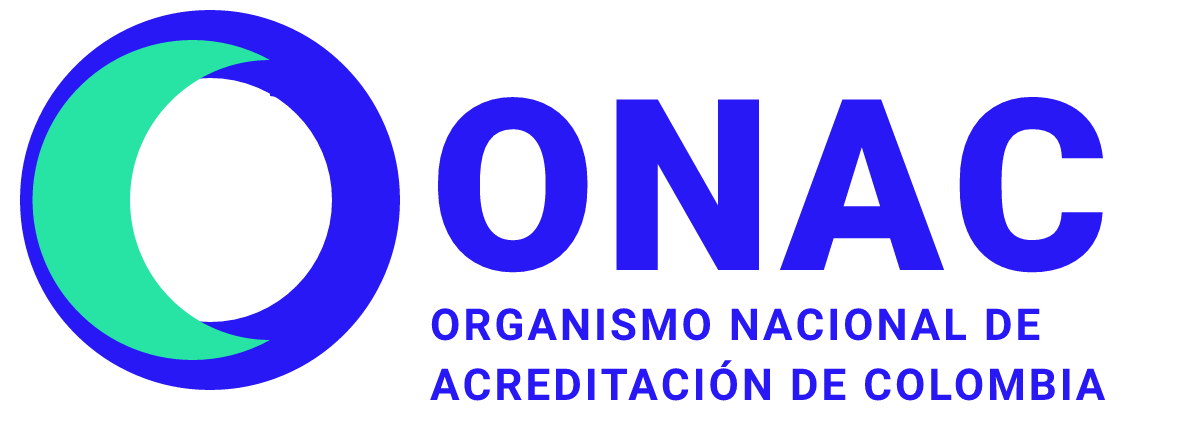 ONAC
ORGANISMO NACIONAL DE
ACREDITACIÓN DE COLOMBIA